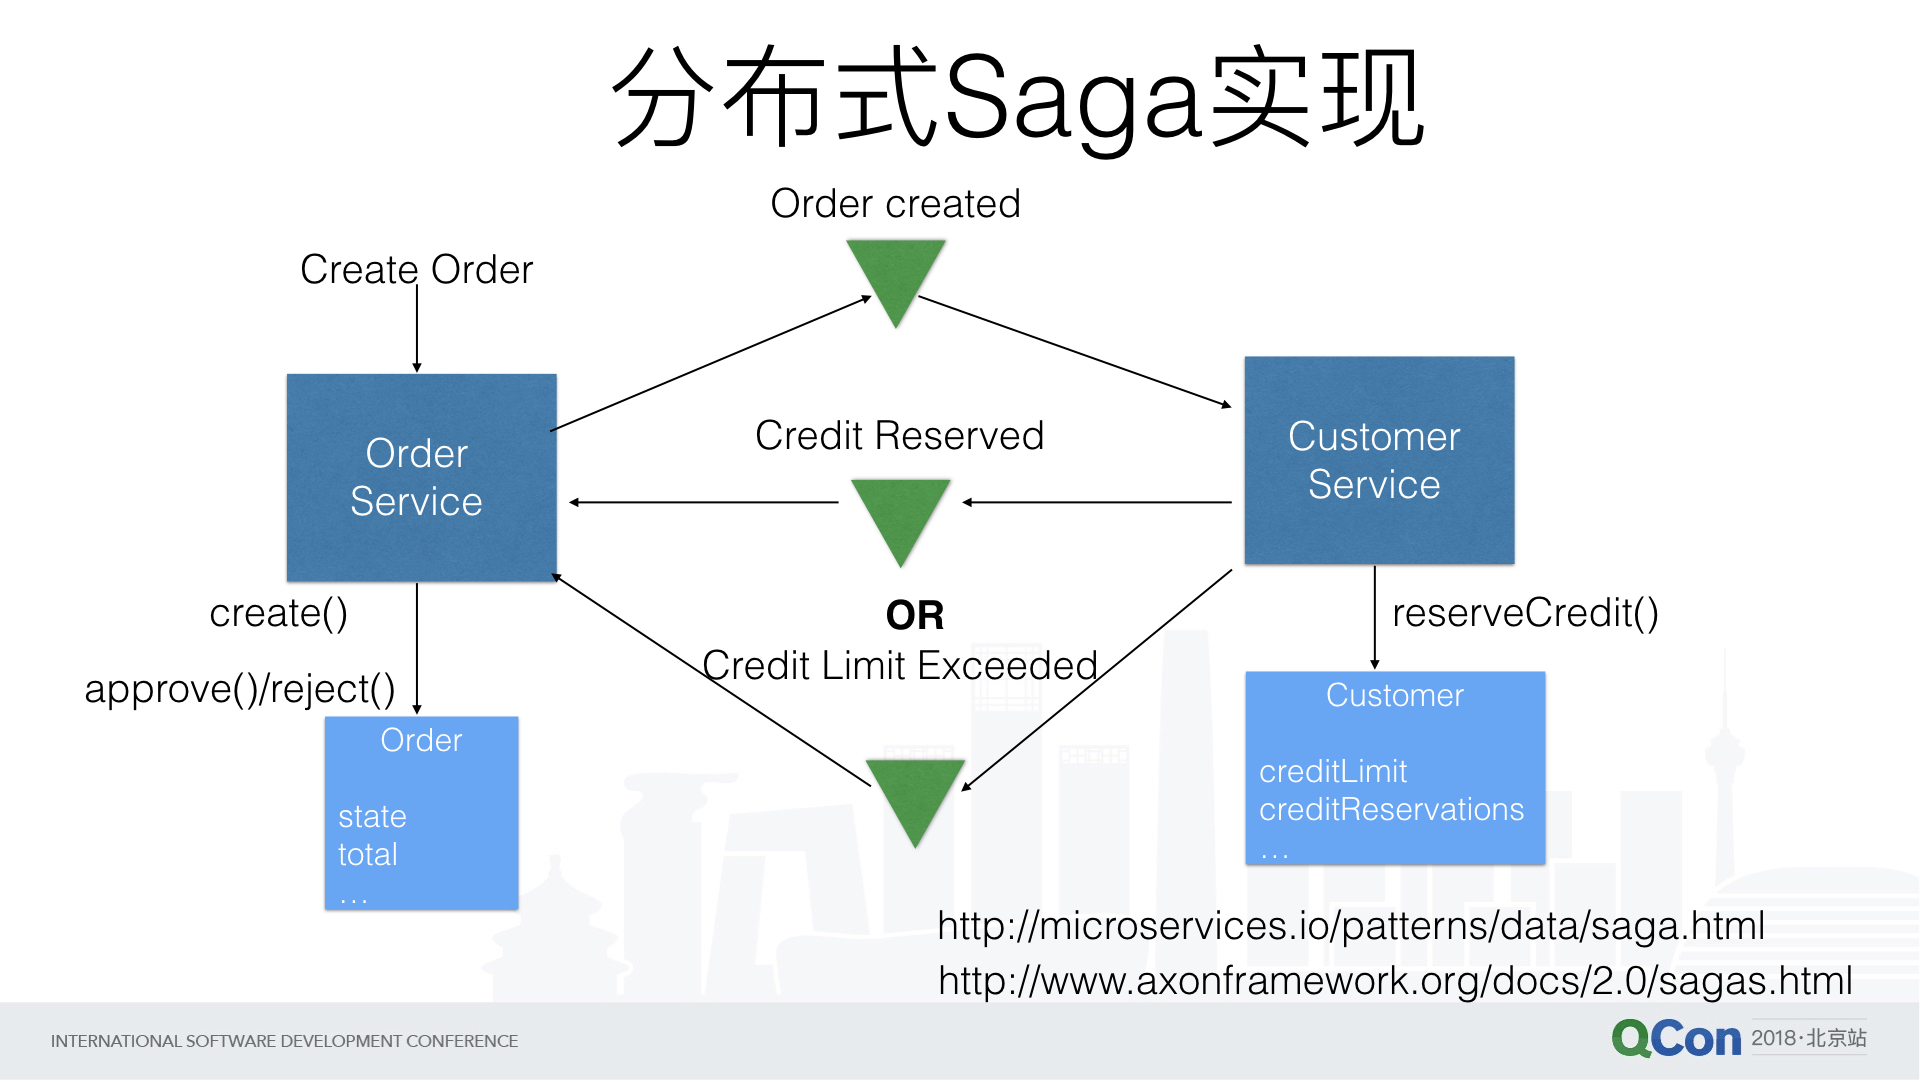 分布式Saga实现
Order created
Create Order
Order
Service
Credit Reserved
Customer
Service
create()
approve()/reject()
OR
Credit Limit Exceeded
reserveCredit()
Order
state
total
...
Customer
creditLimit
creditReservations
...
http://microservices.io/patterns/data/saga.html
http://www.axonframework.org/docs/2.0/sagas.html
INTERNATIONAL SOFTWARE DEVELOPMENT CONFERENCE
QCon 2018·北京站